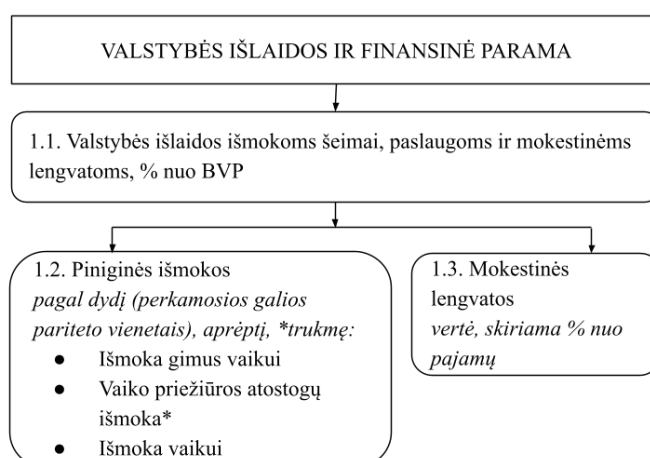 VALSTYBĖS IŠLAIDOS IR FINANSINĖ PARAMA
1.1. Valstybės išlaidos išmokoms šeimai, paslaugoms ir mokestinėms
lengvatoms, % nuo BVP
1.2. Piniginės išmokos
pagal dydį (perkamosios galios
pariteto vienetais), aprėptį, *trukmę:
● Išmoka gimus vaikui
● Vaiko priežiūros atostogų
išmoka*
● Išmoka vaikui
1.3. Mokestinės
lengvatos
vertė, skiriama % nuo
pajamų